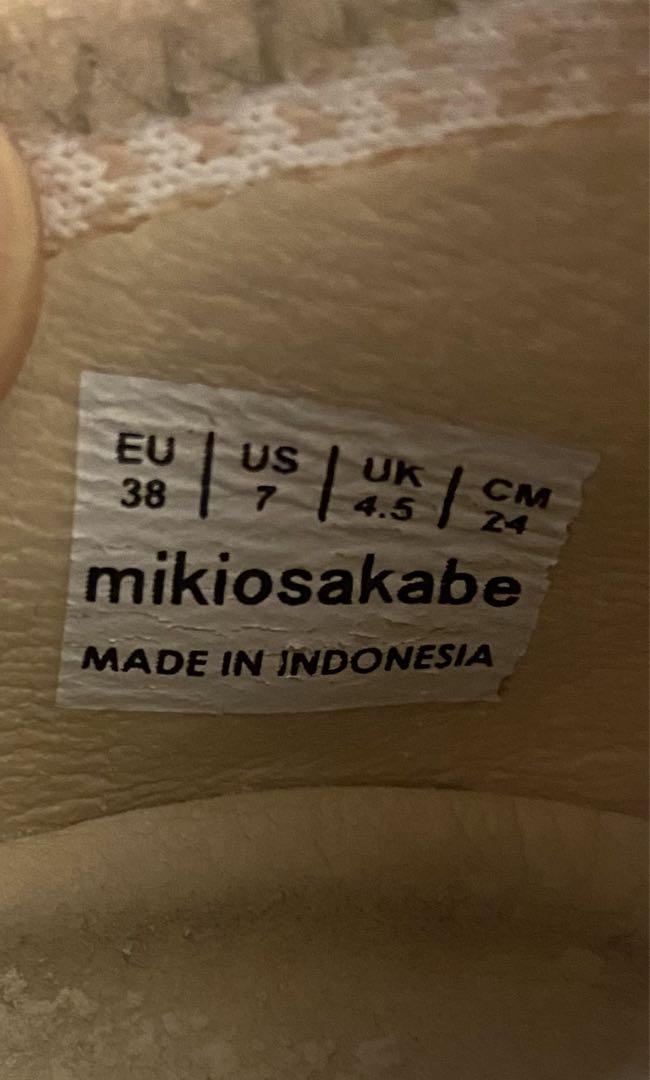 EU | US | UK | CM
38 | 7 | 4.5 | 24
mikiosakabe
MADE IN INDONESIA